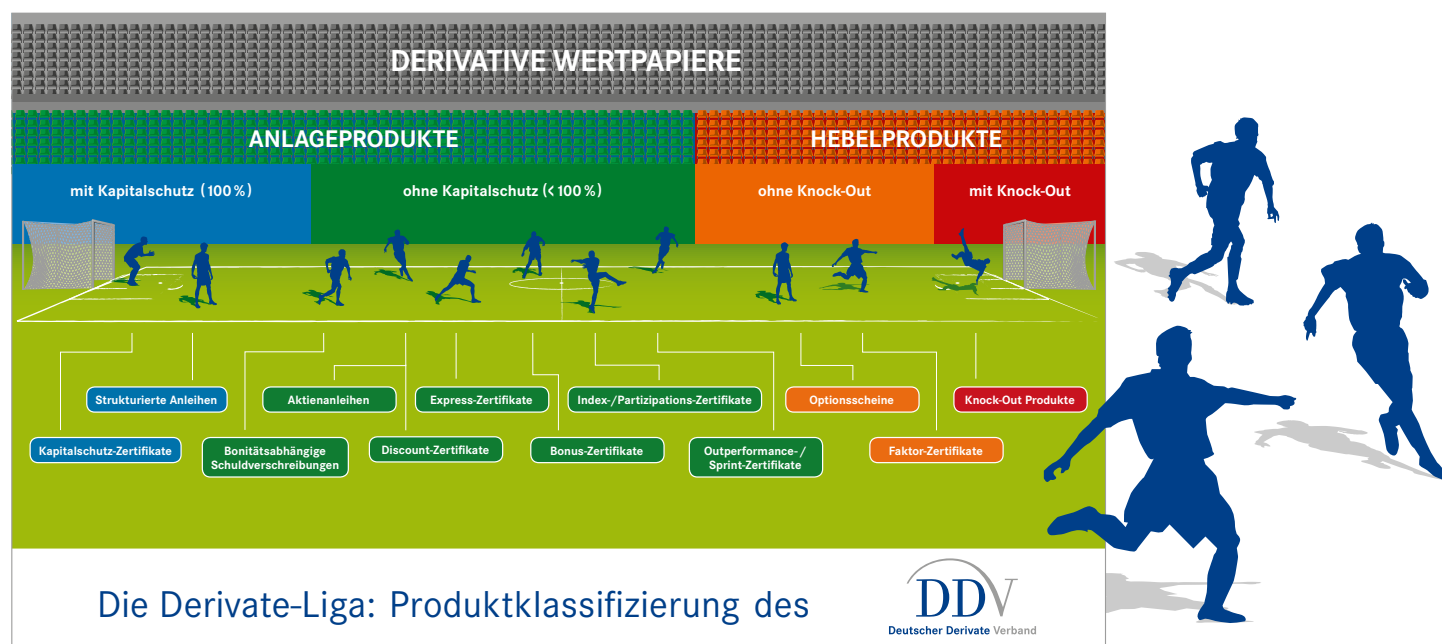 DERIVATIVE WERTPAPIERE
ANLAGEPRODUKTE
HEBELPRODUKTE
mit Kapitalschutz (100 %)
ohne Kapitalschutz (< 100 %)
ohne Knock-Out
mit Knock-Out
Strukturierte Anleihen
Aktienanleihen
Express-Zertifikate
Index-/Partizipations-Zertifikate
Optionsscheine
Knock-Out Produkte
Kapitalschutz-Zertifikate
Bonitätsabhängige
Schuldverschreibungen
Discount-Zertifikate
Bonus-Zertifikate
Outperformance-/
Sprint-Zertifikate
Faktor-Zertifikate
Die Derivate-Liga: Produktklassifizierung des
DDV
Deutscher Derivate Verband